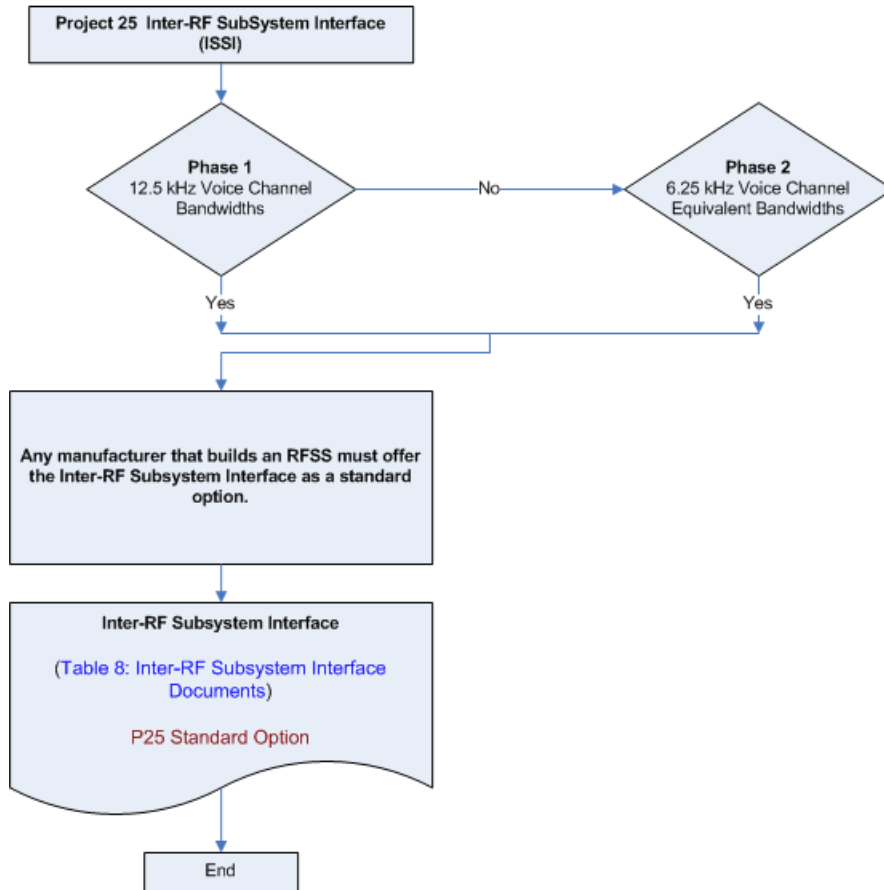 Project 25 Inter-RF SubSystem Interface
(ISSI)
Phase 1
12.5 kHz Voice Channel
Bandwidths
No
Phase 2
6.25 kHz Voice Channel
Equivalent Bandwidths
Yes
Yes
Any manufacturer that builds an RFSS must offer
the Inter-RF Subsystem Interface as a standard
option.
Inter-RF Subsystem Interface
(Table 8: Inter-RF Subsystem Interface
Documents)
P25 Standard Option
End